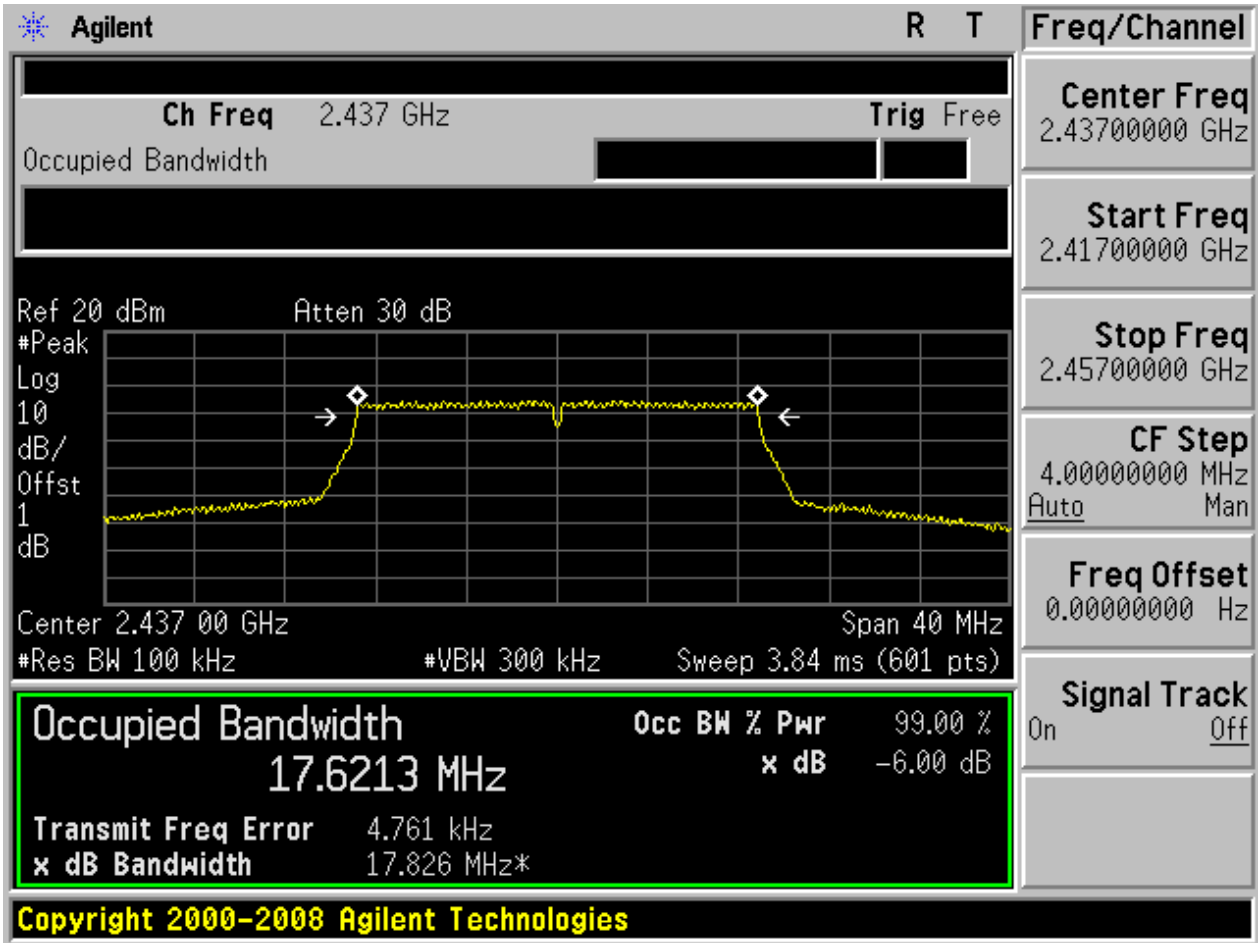 Agilent R T Freq/Channel
Ch Freq 2.437 GHz Trig Free
Occupied Bandwidth
Center Freq
2.43700000 GHz
Start Freq
2.41700000 GHz
Stop Freq
2.45700000 GHz
CF Step
4.00000000 MHz
Auto Man
Freq Offset
0.00000000 Hz
Signal Track
On Off
Ref 20 dBm Atten 30 dB
#Peak
Log
10
dB/
Offst
1
dB
Center 2.437 00 GHz Span 40 MHz
#Res BW 100 kHz #VBW 300 kHz Sweep 3.84 ms (601 pts)
Occupied Bandwidth Occ BW % Pwr 99.00 %
17.6213 MHz x dB -6.00 dB
Transmit Freq Error 4.761 kHz
x dB Bandwidth 17.826 MHz*
Copyright 2000-2008 Agilent Technologies